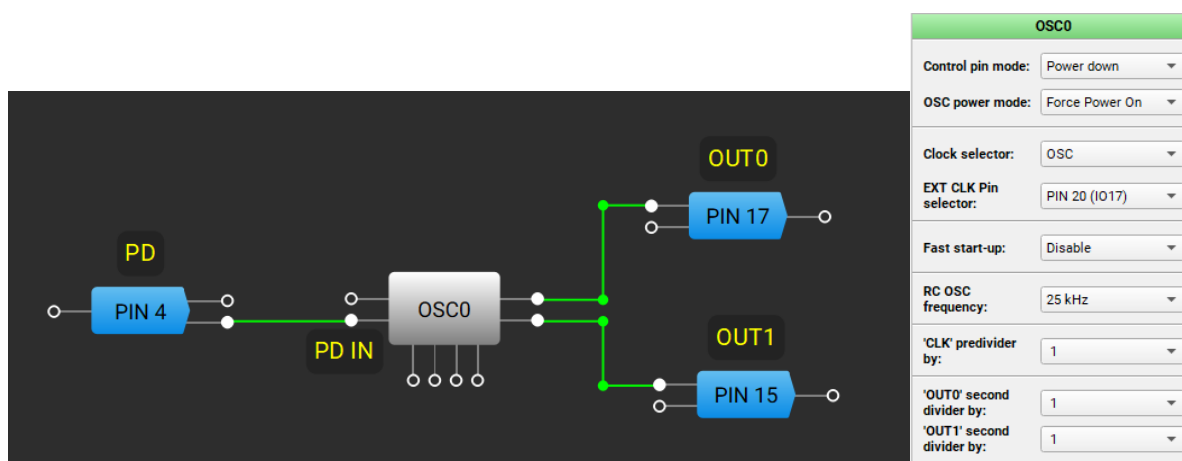 PD
PIN 4
PD IN
OSC0
OUT0
PIN 17
OUT1
PIN 15
OSC0
Control pin mode: Power down
OSC power mode: Force Power On
Clock selector: OSC
EXT CLK Pin
selector: PIN 20 (IO17)
Fast start-up: Disable
RC OSC
frequency: 25 kHz
'CLK' predivider
by: 1
'OUT0' second
divider by: 1
'OUT1' second
divider by: 1